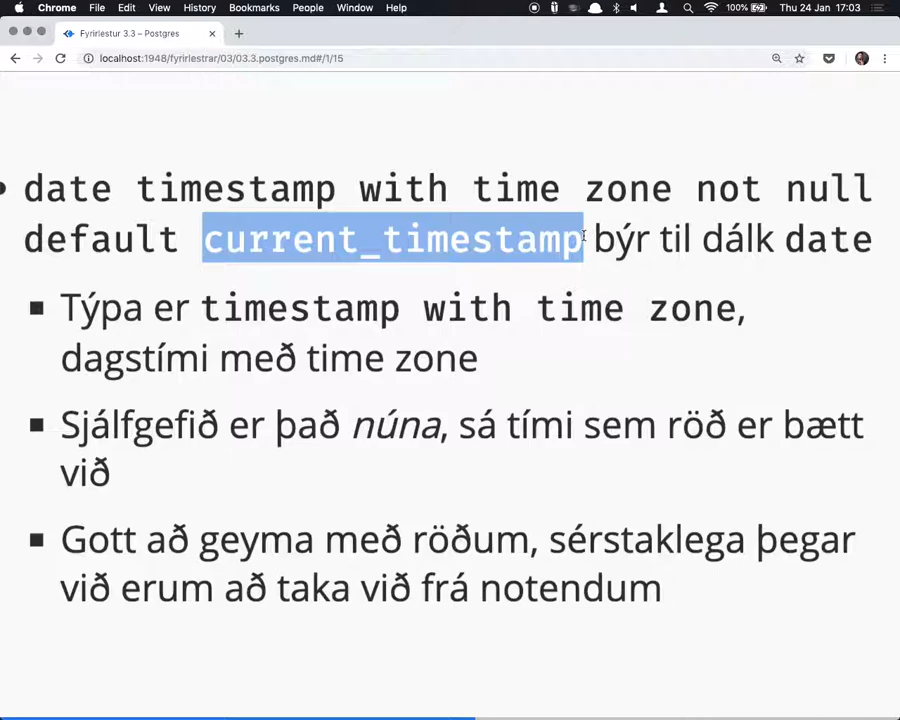 Chrome File Edit View History Bookmarks People Window Help 100% Thu 24 Jan 17:03
Fyrirlestur 3.3 – Postgres
localhost:1948/fyrirlestrar/03/03.3.postgres.md#/1/15
date timestamp with time zone not null
default current_timestamp býr til dálk date
Týpa er timestamp with time zone,
dagstími með time zone
Sjálfgefið er það núna, sá tími sem röð er bætt
við
Gott að geyma með röðum, sérstaklega þegar
við erum að taka við frá notendum